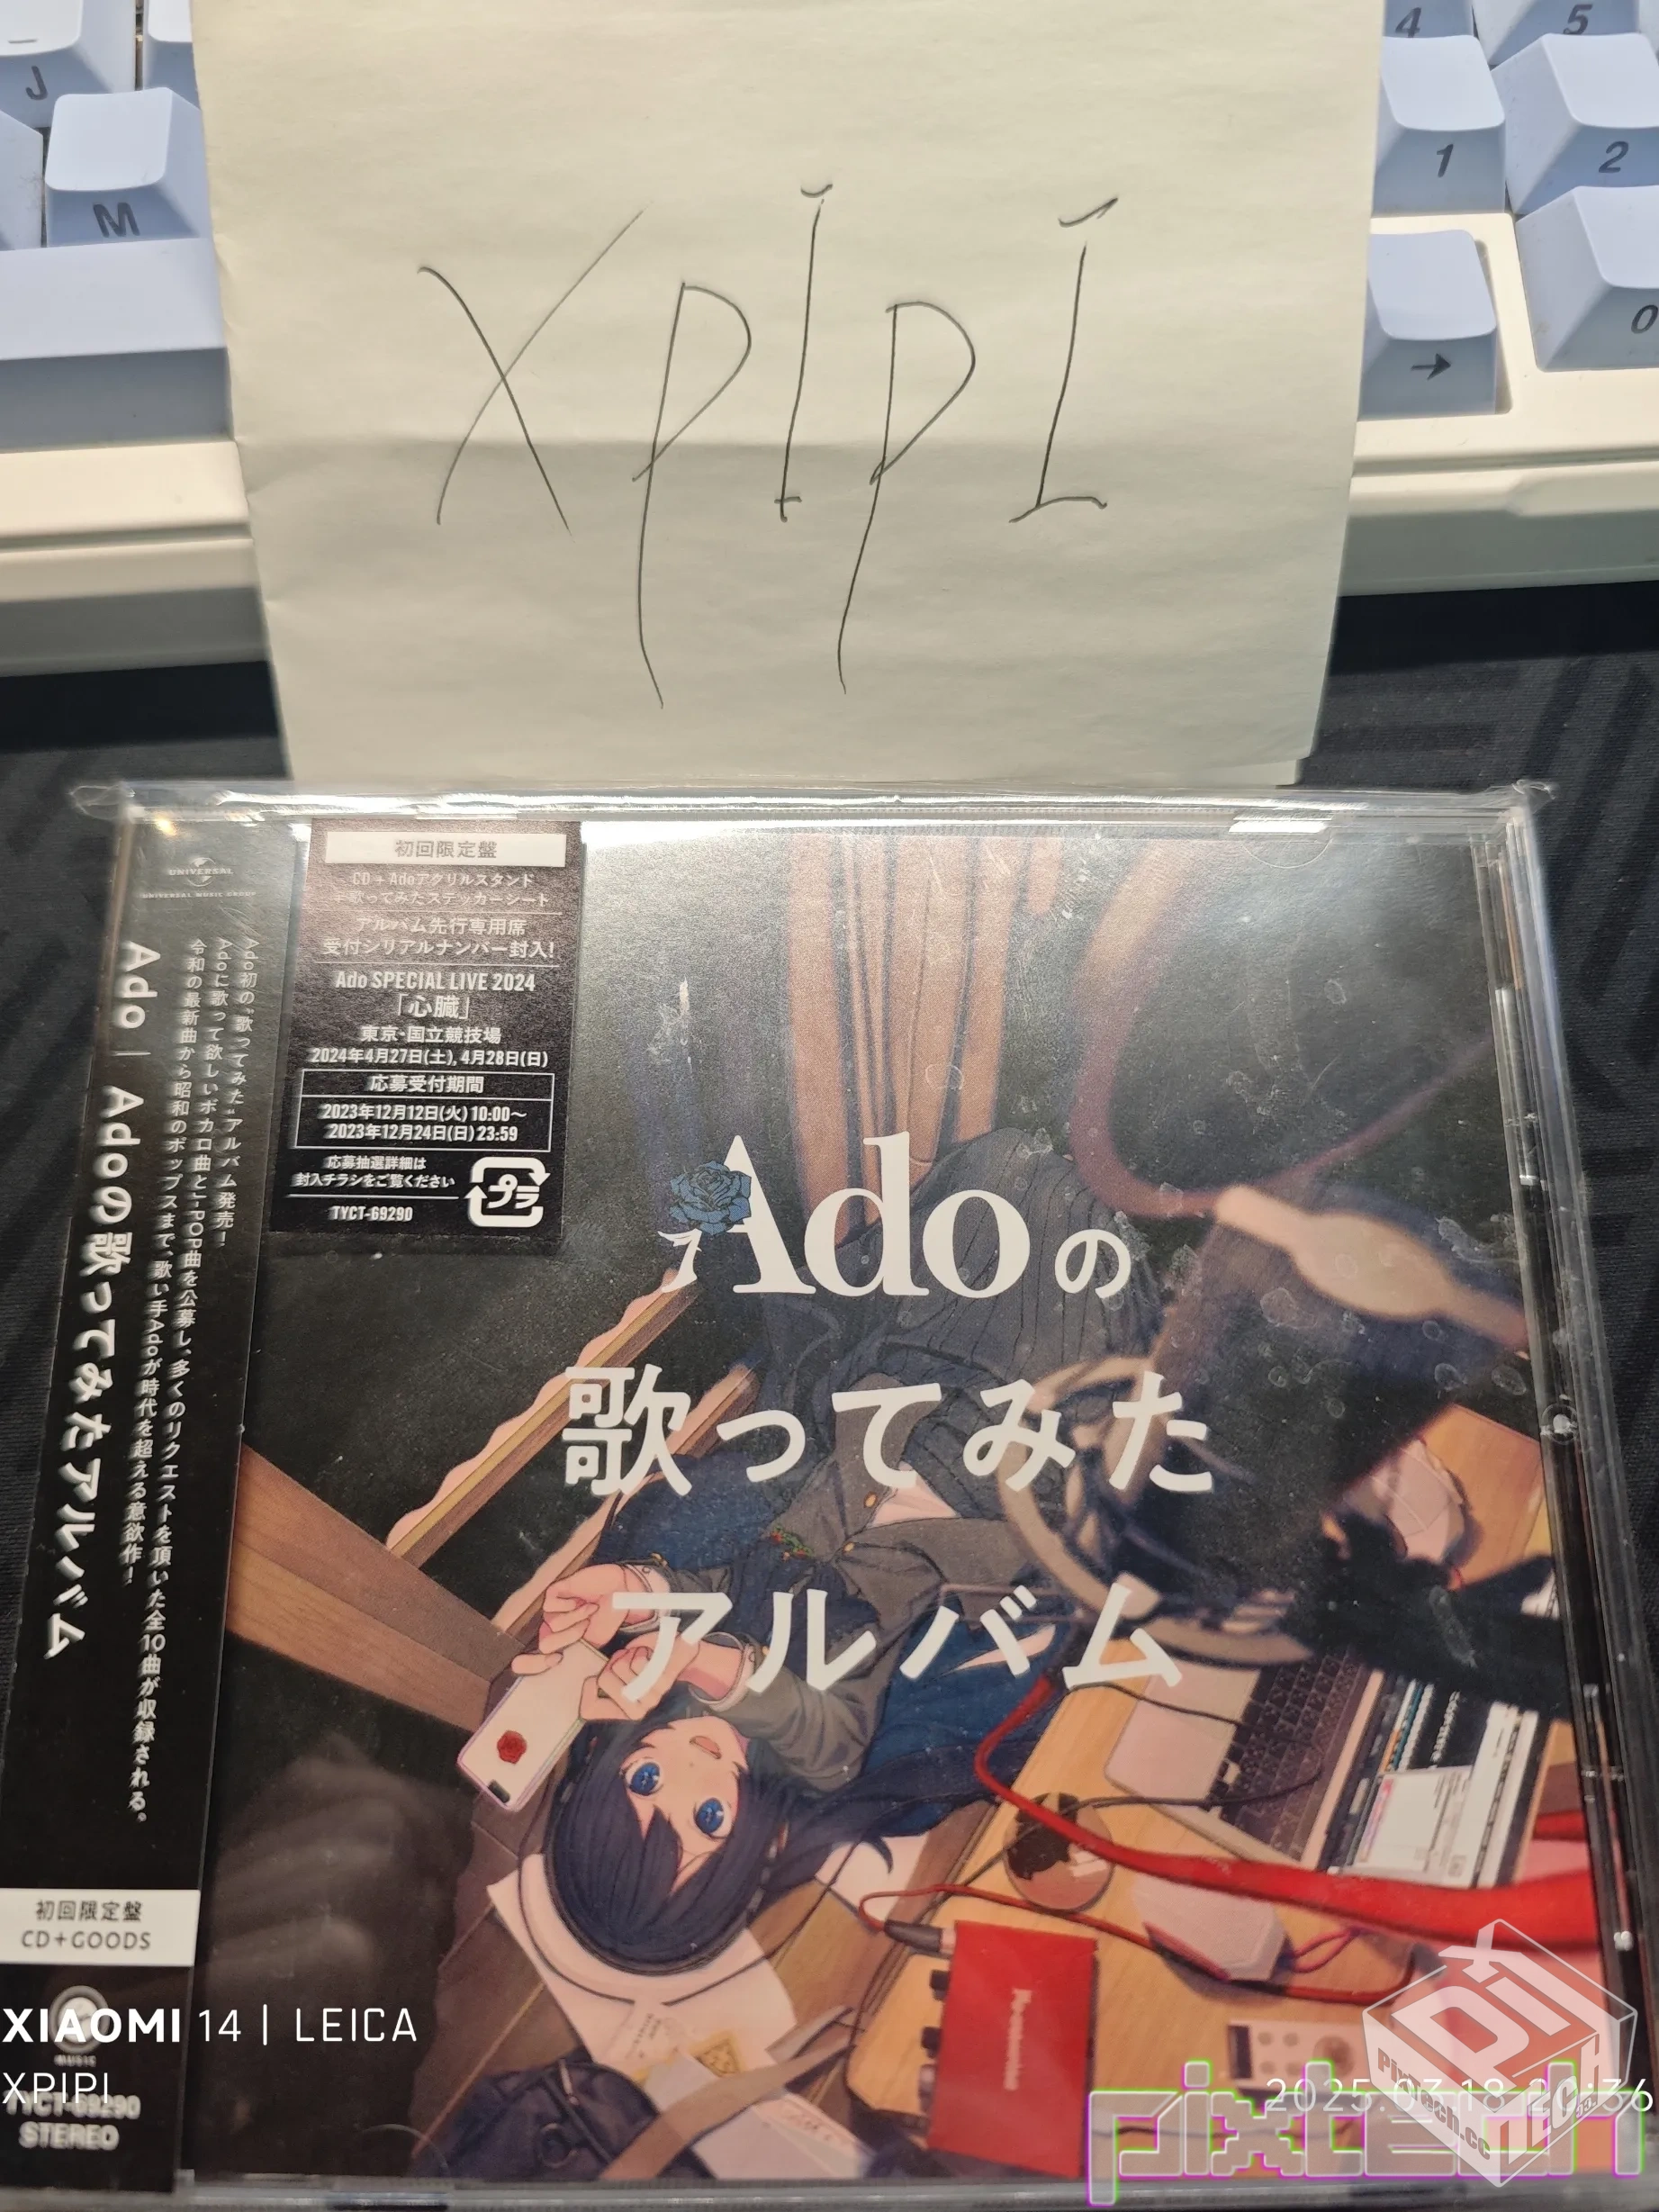 J
M
4
5
1
2
→
0
xpipi
UNIVERSAL
UNIVERSAL MUSIC GROUP
Ado初の"歌ってみた"アルバム発売！
Adoに歌って欲しいボカロ曲とJ-POP曲を公募し、多くのリクエストを頂いた全10曲が収録される。
令和の最新曲から昭和のポップスまで、歌い手Adoが時代を超える意欲作！
Ado | Adoの歌ってみたアルバム
初回限定盤
CD+GOODS
MUSIC
TYCT-69290
STEREO
初回限定盤
CD + Adoアクリルスタンド
+歌ってみたステッカーシート
アルバム先行専用席
受付シリアルナンバー封入!
Ado SPECIAL LIVE 2024
「心臓」
東京・国立競技場
2024年4月27日(土), 4月28日(日)
応募受付期間
2023年12月12日(火) 10:00～
2023年12月24日(日) 23:59
応募抽選詳細は
封入チラシをご覧ください
プラ
TYCT-69290
Adoの
歌ってみた
アルバム
XIAOMI 14 | LEICA
XPIPI
2025.03.18 20:36
pixtech
Pixtech.cc